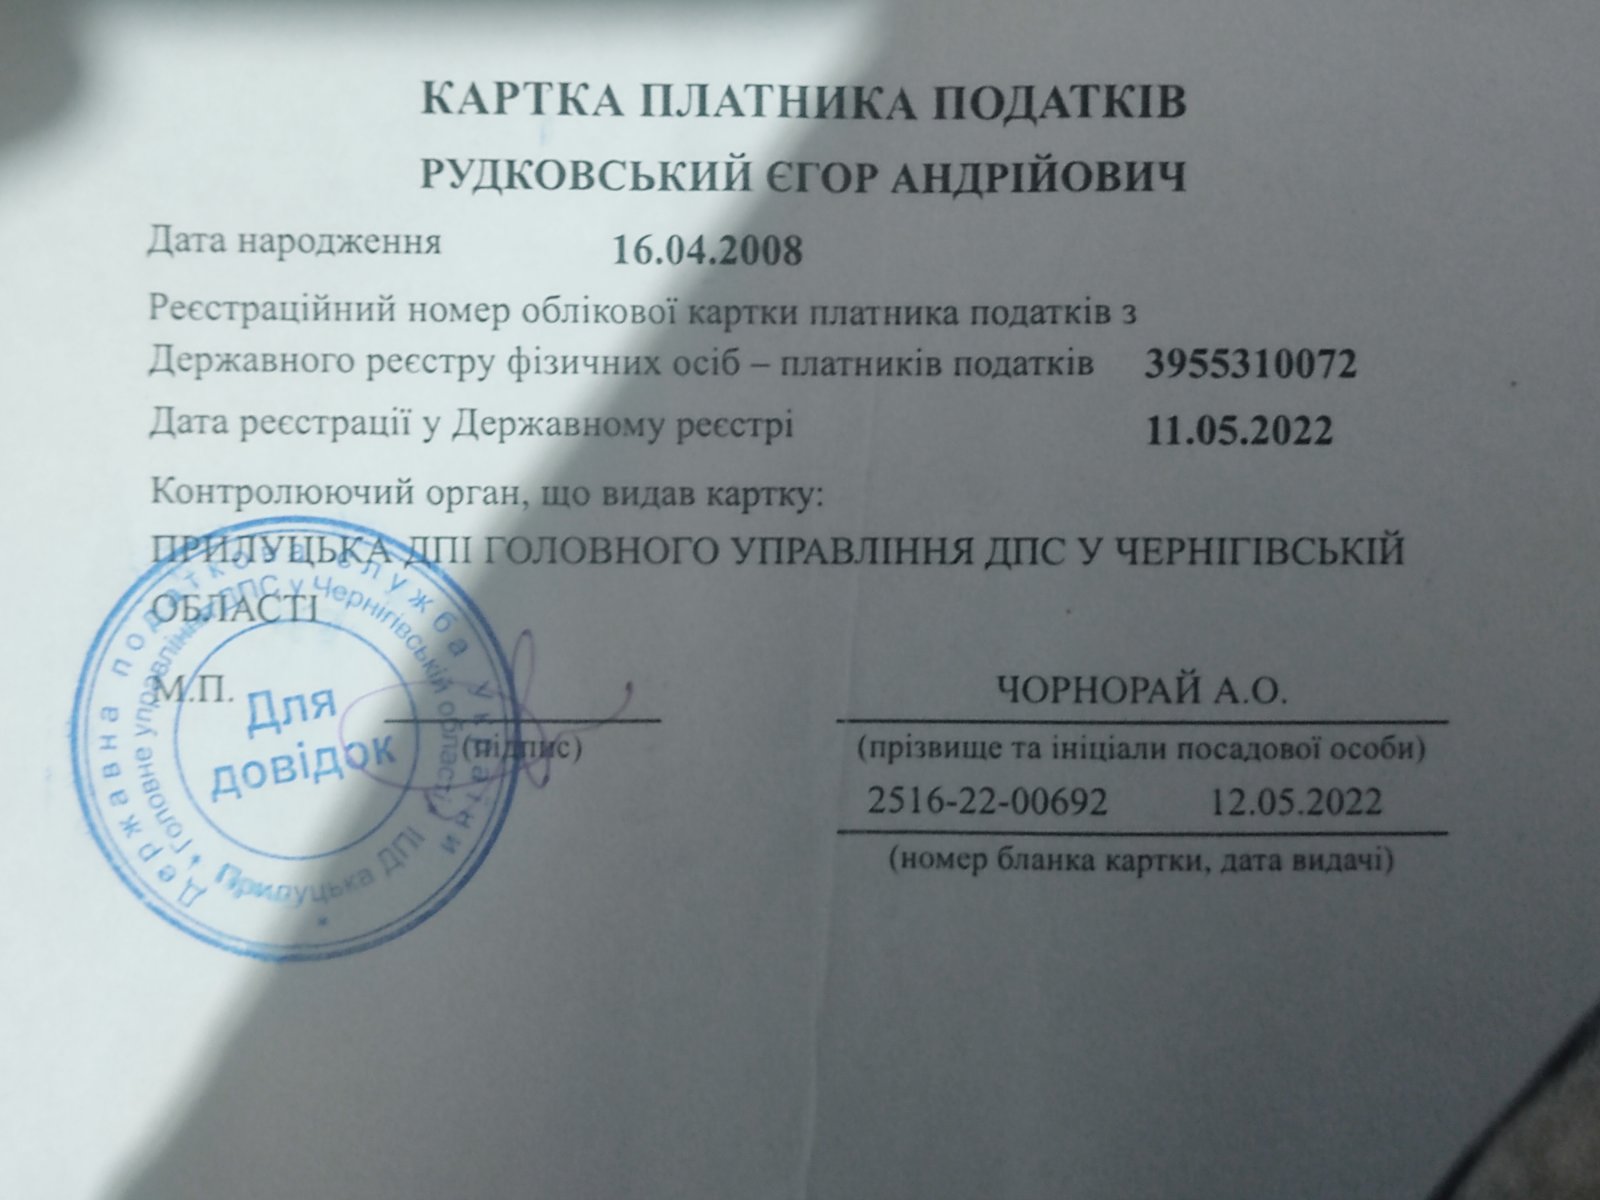 КАРТКА ПЛАТНИКА ПОДАТКІВ
РУДКОВСЬКИЙ ЄГОР АНДРІЙОВИЧ
Дата народження 16.04.2008
Реєстраційний номер облікової картки платника податків з
Державного реєстру фізичних осіб – платників податків 3955310072
Дата реєстрації у Державному реєстрі 11.05.2022
Контролюючий орган, що видав картку:
ПРИЛУЦЬКА ДПІ ГОЛОВНОГО УПРАВЛІННЯ ДПС У ЧЕРНІГІВСЬКІЙ
ОБЛАСТІ
М.П.
(підпис)
ЧОРНОРАЙ А.О.
(прізвище та ініціали посадової особи)
2516-22-00692 12.05.2022
(номер бланка картки, дата видачі)
Державна податкова служба України
Головне управління ДПС у Чернігівській області
Прилуцька ДПІ
Для
довідок